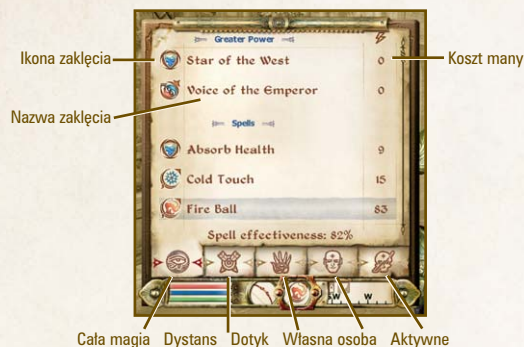 Greater Power
Ikona zaklęcia
Star of the West 0
Koszt many
Voice of the Emperor 0
Nazwa zaklęcia
Spells
Absorb Health 9
Cold Touch 15
Fire Ball 83
Spell effectiveness: 82%
W
Cała magia Dystans Dotyk Własna osoba Aktywne